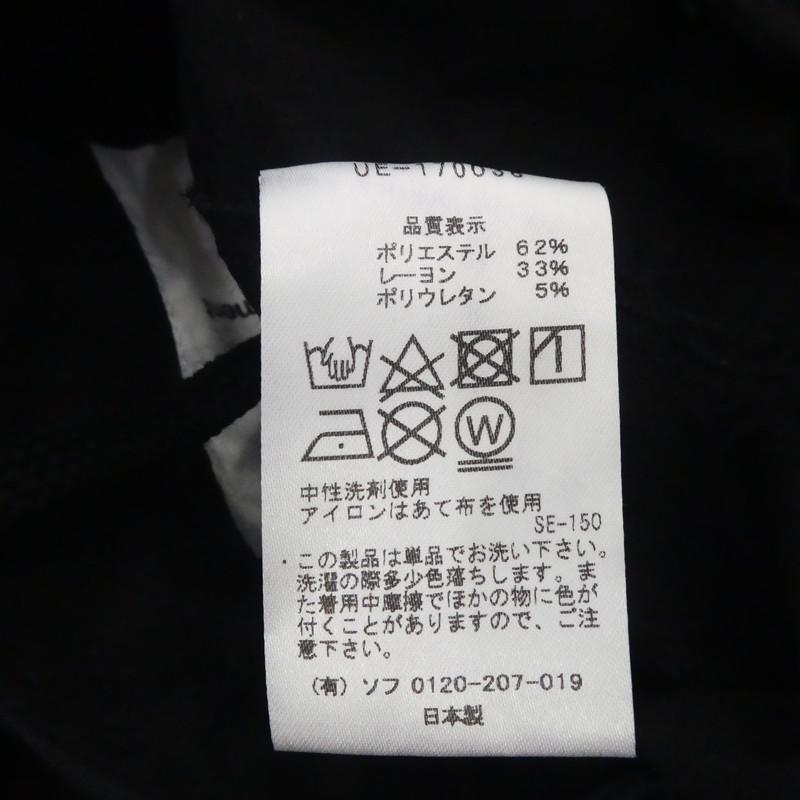 品質表示
ポリエステル 62%
レーヨン 33%
ポリウレタン 5%
W
中性洗剤使用
アイロンはあて布を使用
SE-150
この製品は単品でお洗い下さい。
洗濯の際多少色落ちします。ま
た着用中摩擦でほかの物に色が
付くことがありますので、ご注
意下さい。
(有) ソフ 0120-207-019
日本製